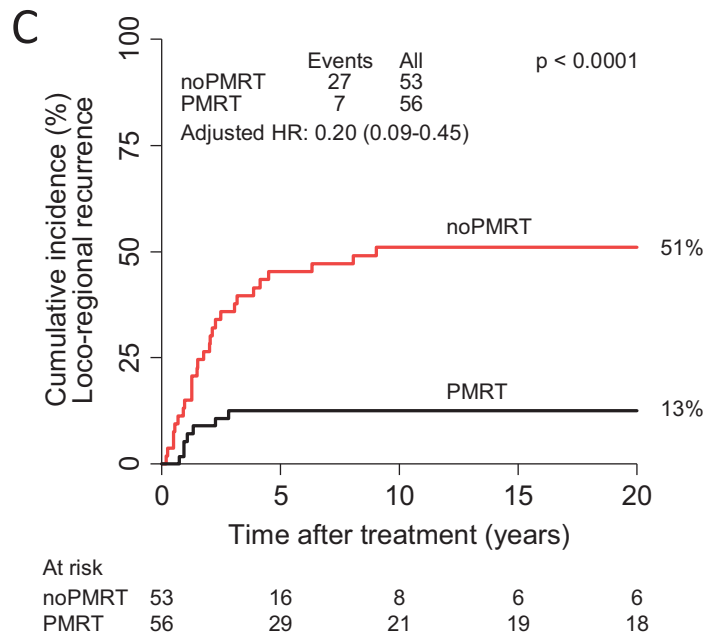 C
100
75
50
25
0
Cumulative incidence (%)
Loco-regional recurrence
Events All
noPMRT 27 53
PMRT 7 56
Adjusted HR: 0.20 (0.09-0.45)
p < 0.0001
noPMRT
51%
PMRT
13%
0 5 10 15 20
Time after treatment (years)
At risk
noPMRT 53 16 8 6 6
PMRT 56 29 21 19 18